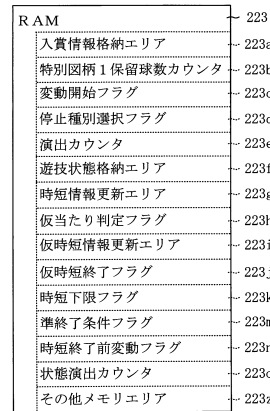 RAM 223
入賞情報格納エリア 223a
特別図柄1保留球数カウンタ 223b
変動開始フラグ 223c
停止種別選択フラグ 223d
演出カウンタ 223e
遊技状態格納エリア 223f
時短情報更新エリア 223g
仮当たり判定フラグ 223h
仮時短情報更新エリア 223i
仮時短終了フラグ 223j
時短下限フラグ 223k
準終了条件フラグ 223m
時短終了前変動フラグ 223n
状態演出カウンタ 223o
その他メモリエリア 223z